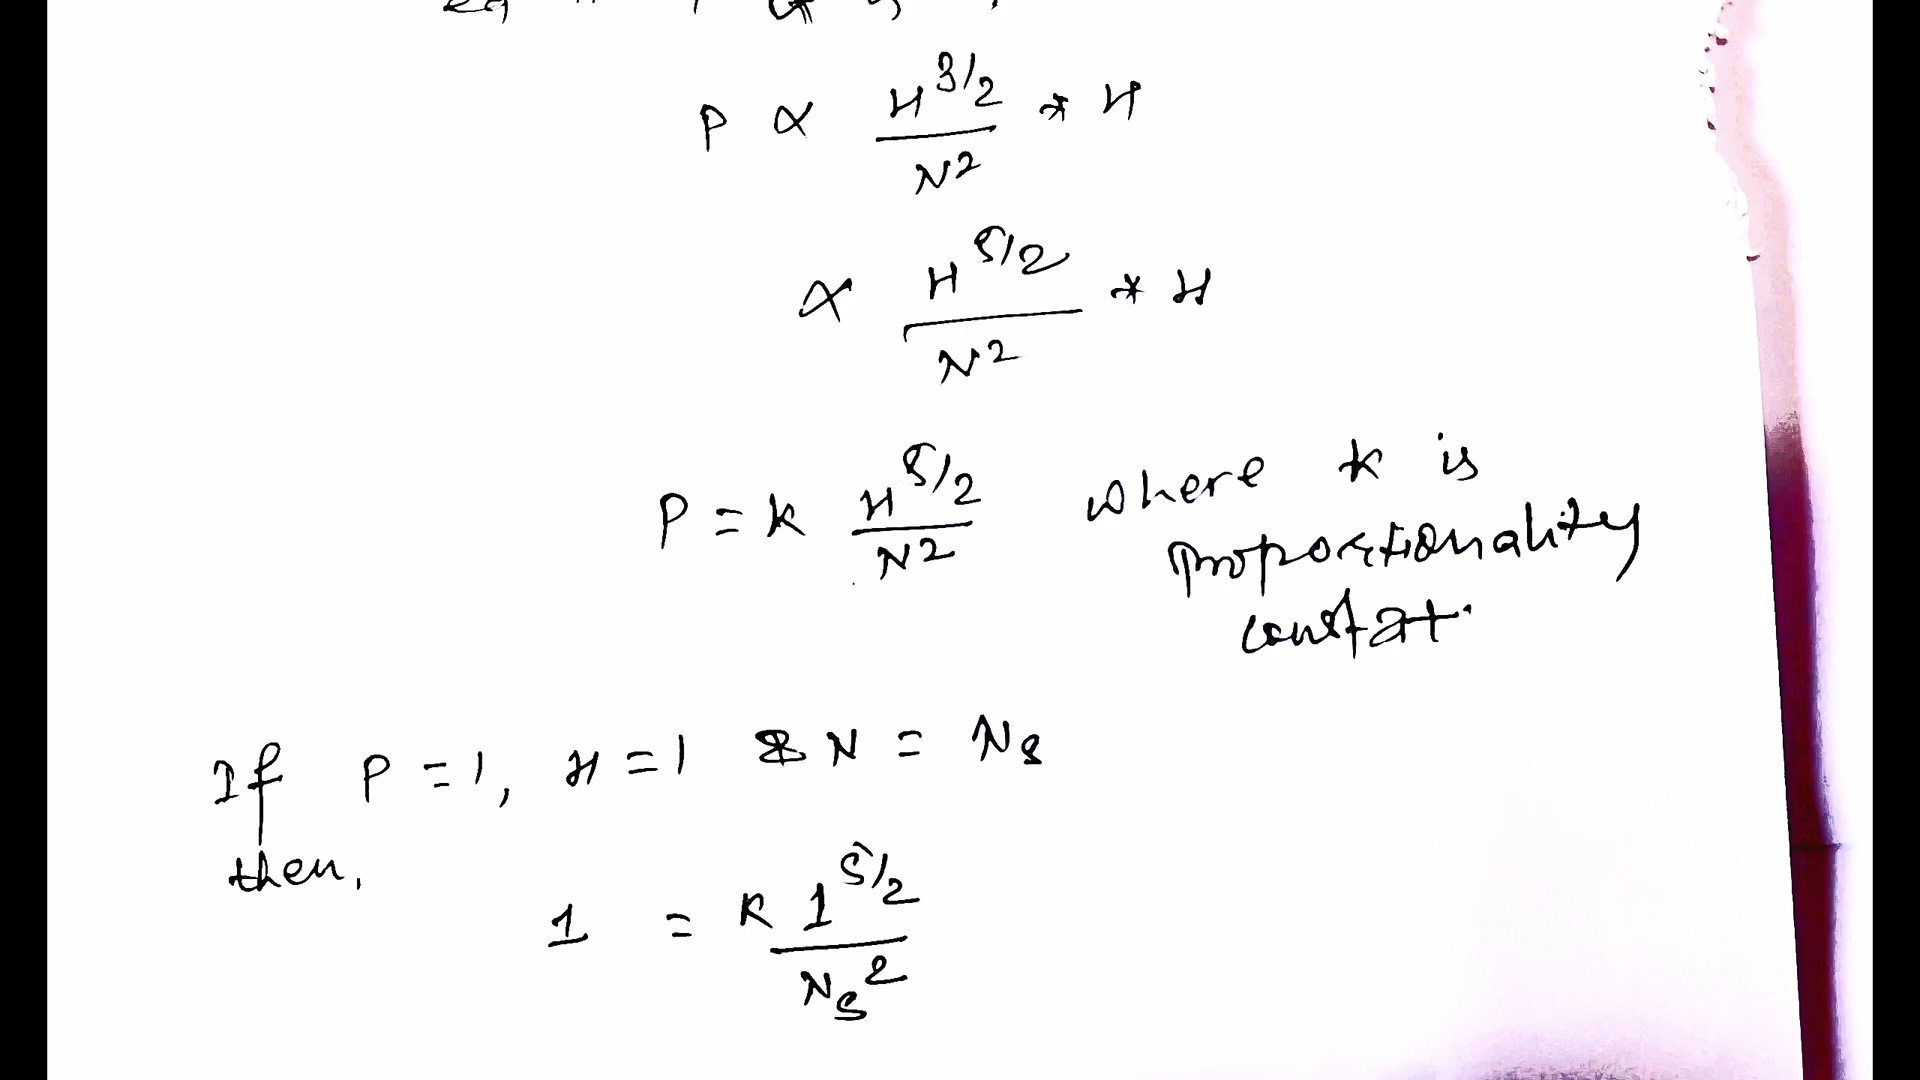 P ∝ H^3/2 / N^2 * H
∝ H^5/2 / N^2 * H
P = k H^5/2 / N^2 where k is
proportionality
constat.
If P = 1, H = 1 & N = Ns
then,
1 = K 1^5/2 / Ns^2